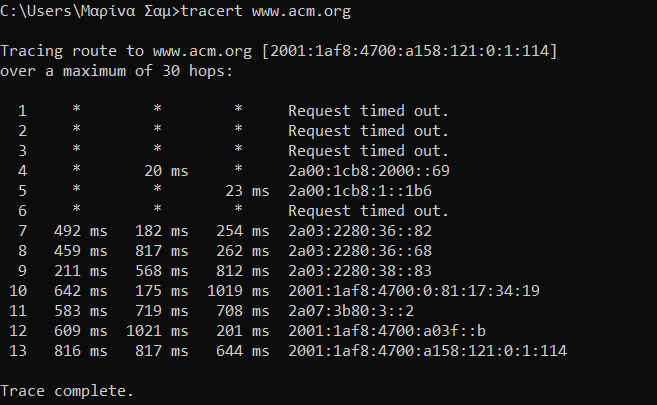 C:\Users\Μαρίνα Σαμ>tracert www.acm.org
Tracing route to www.acm.org [2001:1af8:4700:a158:121:0:1:114]
over a maximum of 30 hops:
1 * * * Request timed out.
2 * * * Request timed out.
3 * * * Request timed out.
4 * 20 ms * 2a00:1cb8:2000::69
5 * * 23 ms 2a00:1cb8:1::1b6
6 * * * Request timed out.
7 492 ms 182 ms 254 ms 2a03:2280:36::82
8 459 ms 817 ms 262 ms 2a03:2280:36::68
9 211 ms 568 ms 812 ms 2a03:2280:38::83
10 642 ms 175 ms 1019 ms 2001:1af8:4700:0:81:17:34:19
11 583 ms 719 ms 708 ms 2a07:3b80:3::2
12 609 ms 1021 ms 201 ms 2001:1af8:4700:a03f::b
13 816 ms 817 ms 644 ms 2001:1af8:4700:a158:121:0:1:114
Trace complete.